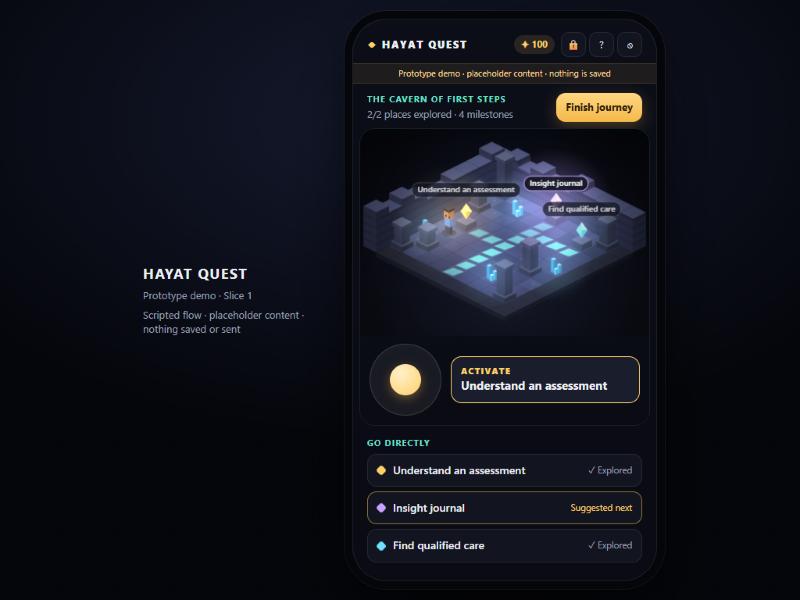 HAYAT QUEST
Prototype demo · Slice 1
Scripted flow · placeholder content ·
nothing saved or sent
HAYAT QUEST
✦ 100
?
Prototype demo · placeholder content · nothing is saved
THE CAVERN OF FIRST STEPS
2/2 places explored · 4 milestones
Finish journey
Understand an assessment
Insight journal
Find qualified care
ACTIVATE
Understand an assessment
GO DIRECTLY
Understand an assessment ✓ Explored
Insight journal Suggested next
Find qualified care ✓ Explored